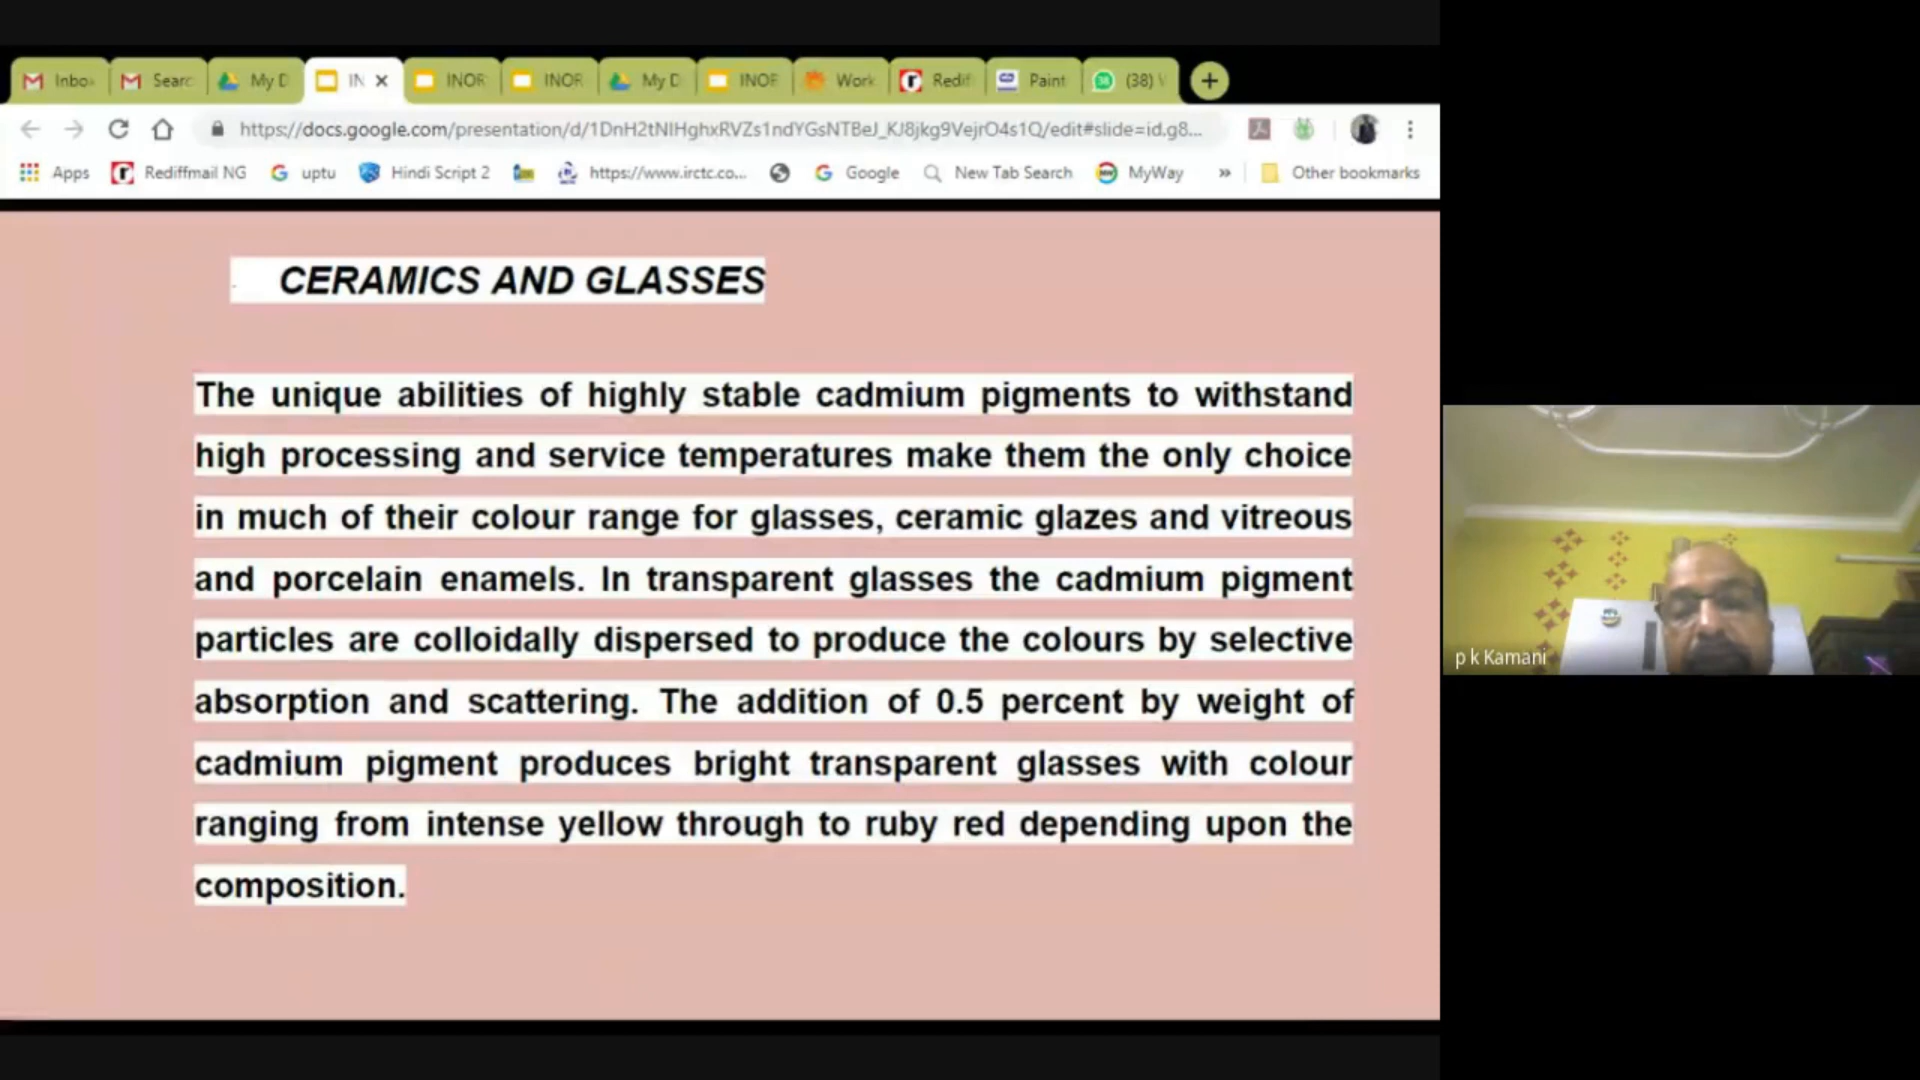 Inbo
Searc
My D
IN
INOR
INOR
My D
INOR
Work
Redif
Paint
(38)
https://docs.google.com/presentation/d/1DnH2tNIHghxRVZs1ndYGsNTBeJ_KJ8jkg9VejrO4s1Q/edit#slide=id.g8...
Apps
Rediffmail NG
uptu
Hindi Script 2
https://www.irctc.co...
Google
New Tab Search
MyWay
»
Other bookmarks
CERAMICS AND GLASSES
The unique abilities of highly stable cadmium pigments to withstand
high processing and service temperatures make them the only choice
in much of their colour range for glasses, ceramic glazes and vitreous
and porcelain enamels. In transparent glasses the cadmium pigment
particles are colloidally dispersed to produce the colours by selective
absorption and scattering. The addition of 0.5 percent by weight of
cadmium pigment produces bright transparent glasses with colour
ranging from intense yellow through to ruby red depending upon the
composition.
p k Kamani